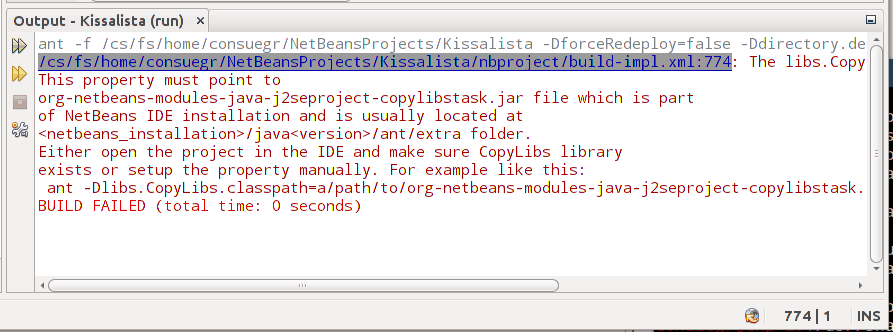 Output - Kissalista (run) ×
ant -f /cs/fs/home/consuegr/NetBeansProjects/Kissalista -DforceRedeploy=false -Ddirectory.de
/cs/fs/home/consuegr/NetBeansProjects/Kissalista/nbproject/build-impl.xml:774: The libs.Copy
This property must point to
org-netbeans-modules-java-j2seproject-copylibstask.jar file which is part
of NetBeans IDE installation and is usually located at
<netbeans_installation>/java<version>/ant/extra folder.
Either open the project in the IDE and make sure CopyLibs library
exists or setup the property manually. For example like this:
 ant -Dlibs.CopyLibs.classpath=a/path/to/org-netbeans-modules-java-j2seproject-copylibstask.
BUILD FAILED (total time: 0 seconds)
774 | 1 INS